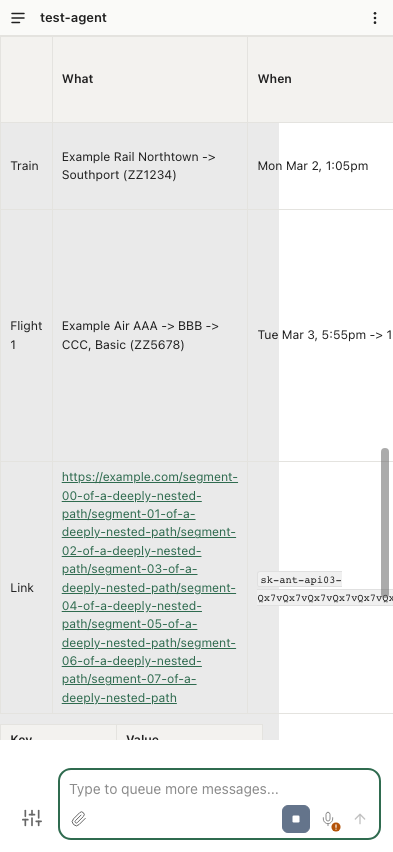 test-agent
What
When
Train
Example Rail Northtown ->
Southport (ZZ1234)
Mon Mar 2, 1:05pm
Flight
1
Example Air AAA -> BBB ->
CCC, Basic (ZZ5678)
Tue Mar 3, 5:55pm -> 1
Link
https://example.com/segment-
00-of-a-deeply-nested-
path/segment-01-of-a-
deeply-nested-path/segment-
02-of-a-deeply-nested-
path/segment-03-of-a-
deeply-nested-path/segment-
04-of-a-deeply-nested-
path/segment-05-of-a-
deeply-nested-path/segment-
06-of-a-deeply-nested-
path/segment-07-of-a-
deeply-nested-path
sk-ant-api03-
Qx7vQx7vQx7vQx7vQx7vQx
Key
Value
Type to queue more messages...